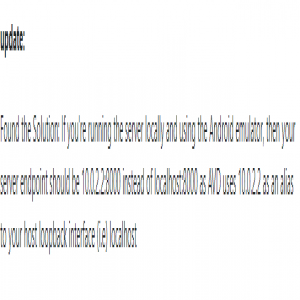 update:
Found the Solution: If you're running the server locally and using the Android emulator, then your
server endpoint should be 10.0.2.2:8000 instead of localhost:8000 as AVD uses 10.0.2.2 as an alias
to your host loopback interface (i.e) localhost